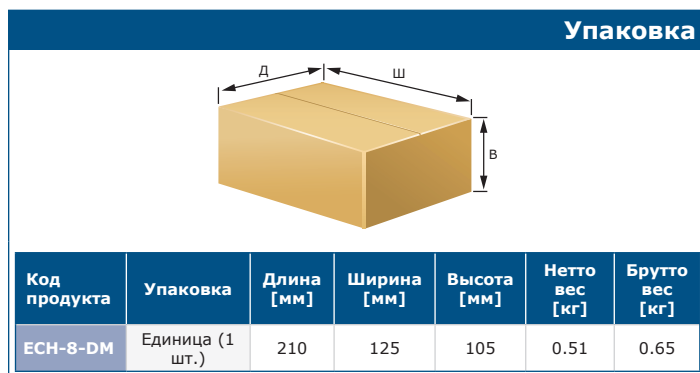 Упаковка
Д
Ш
В
Код продукта
Упаковка
Длина [мм]
Ширина [мм]
Высота [мм]
Нетто вес [кг]
Брутто вес [кг]
ECH-8-DM
Единица (1 шт.)
210
125
105
0.51
0.65